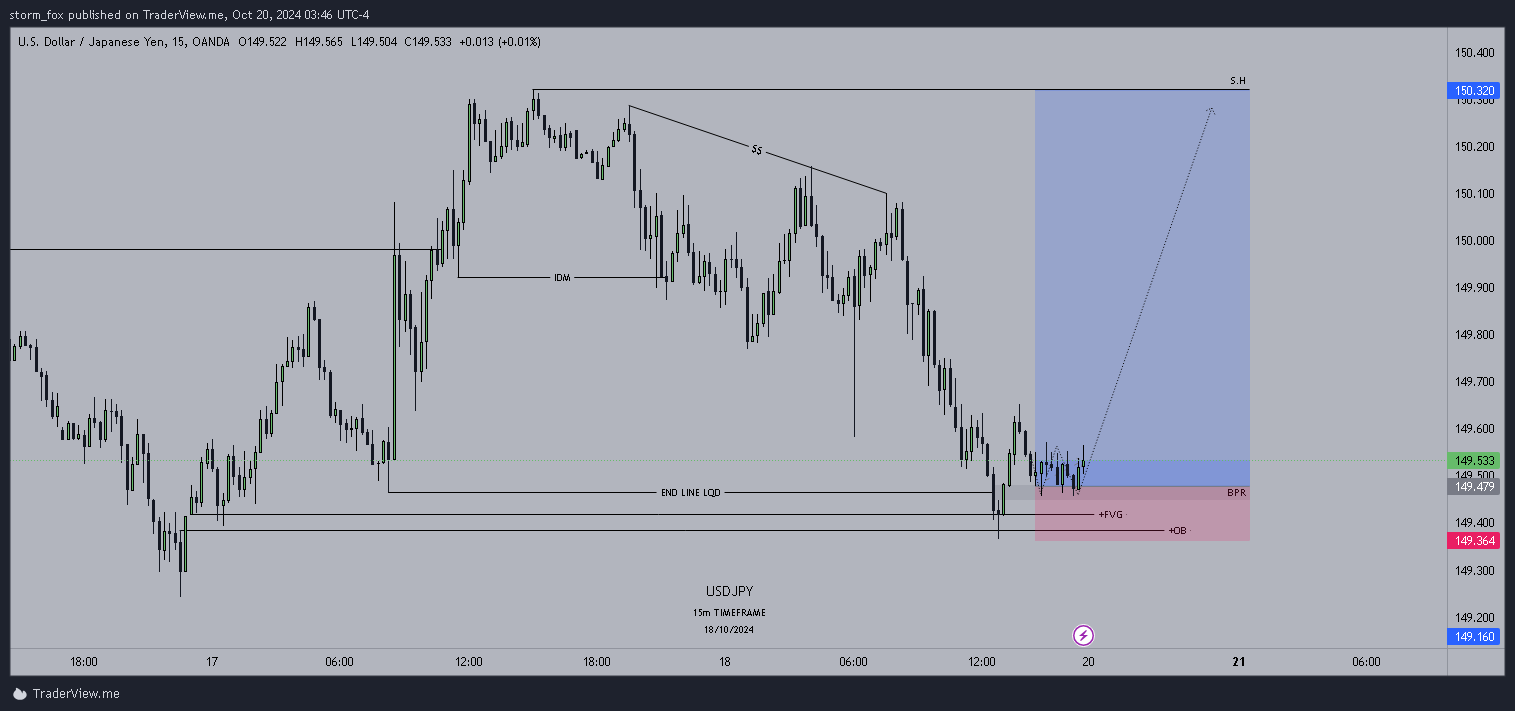 storm_fox published on TraderView.me, Oct 20, 2024 03:46 UTC-4
U.S. Dollar / Japanese Yen, 15, OANDA O149.522 H149.565 L149.504 C149.533 +0.013 (+0.01%)
150.400
S.H
150.320
150.300
$$
150.200
150.100
150.000
IDM
149.900
149.800
149.700
149.600
149.533
149.500
149.479
END LINE LQD
BPR
+FVG
149.400
+OB
149.364
149.300
USDJPY
15m TIMEFRAME
149.200
18/10/2024
149.160
18:00 17 06:00 12:00 18:00 18 06:00 12:00 20 21 06:00
TraderView.me